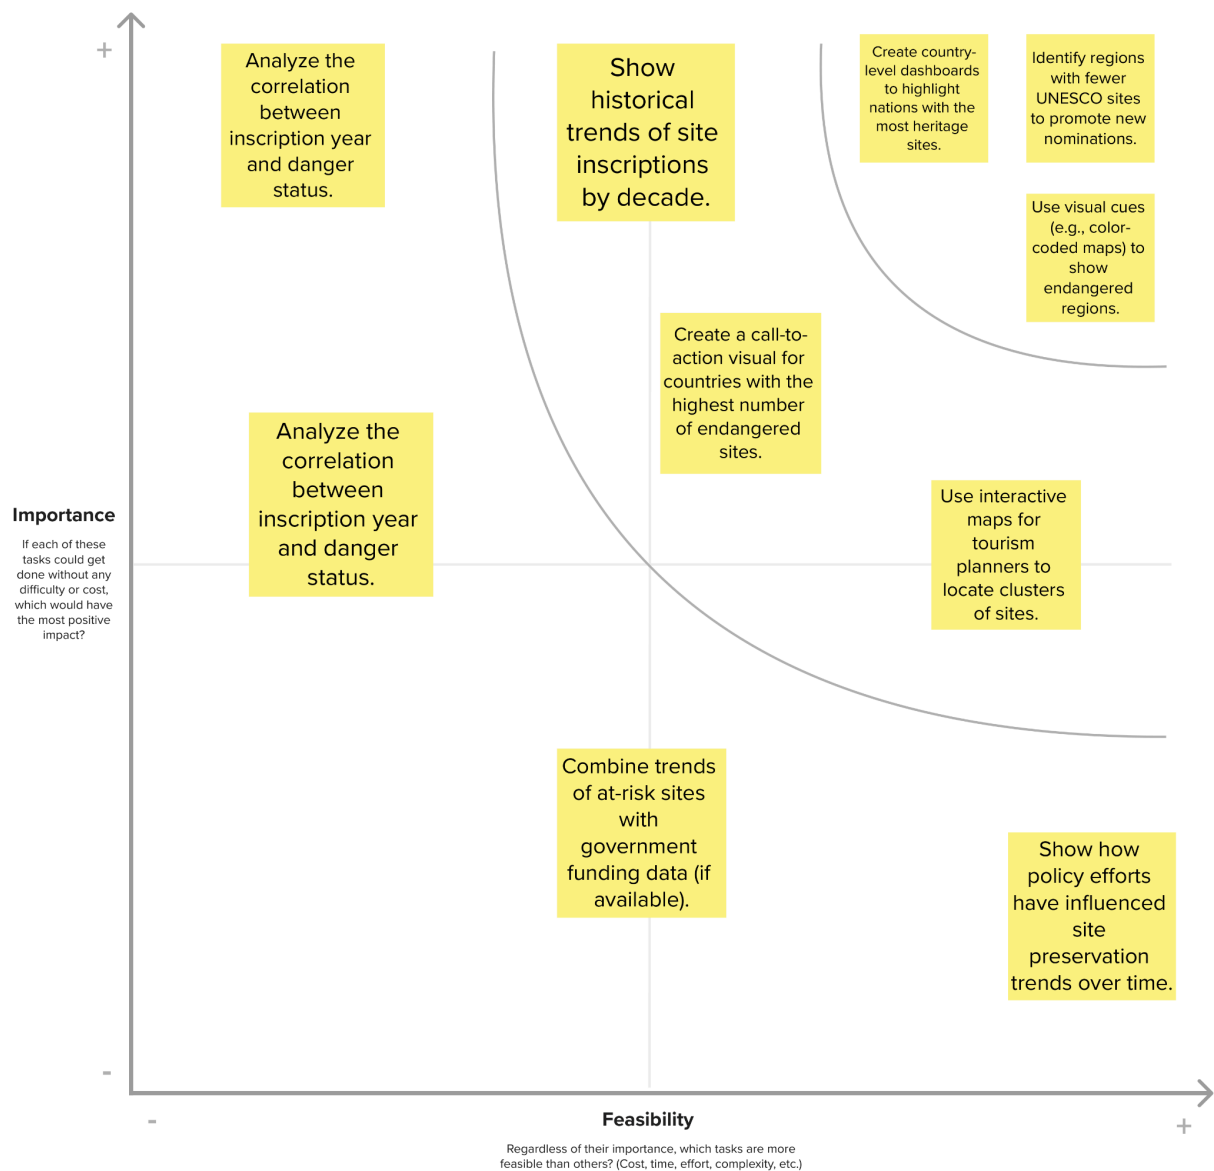 +
Analyze the
correlation
between
inscription year
and danger
status.
Show
historical
trends of site
inscriptions
by decade.
Create country-
level dashboards
to highlight
nations with the
most heritage
sites.
Identify regions
with fewer
UNESCO sites
to promote new
nominations.
Use visual cues
(e.g., color-
coded maps) to
show
endangered
regions.
Create a call-to-
action visual for
countries with the
highest number
of endangered
sites.
Analyze the
correlation
between
inscription year
and danger
status.
Use interactive
maps for
tourism
planners to
locate clusters
of sites.
Importance
If each of these
tasks could get
done without any
difficulty or cost,
which would have
the most positive
impact?
Combine trends
of at-risk sites
with
government
funding data (if
available).
Show how
policy efforts
have influenced
site
preservation
trends over time.
-
-
Feasibility
+
Regardless of their importance, which tasks are more
feasible than others? (Cost, time, effort, complexity, etc.)